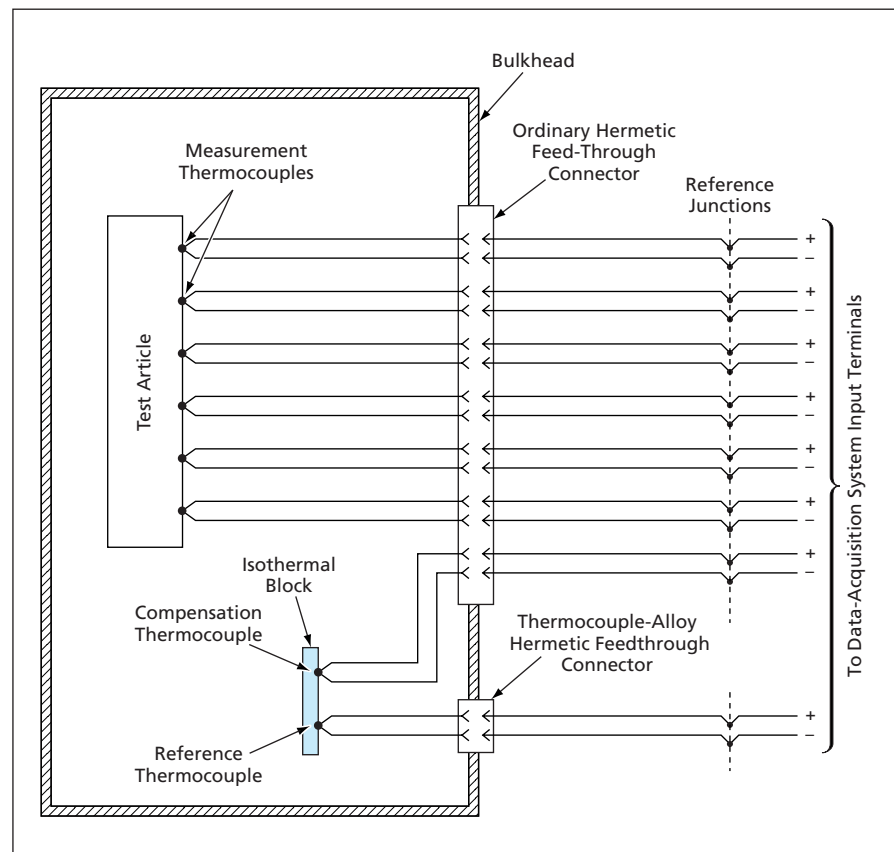 Bulkhead
Ordinary Hermetic
Feed-Through
Connector
Measurement
Thermocouples
Reference
Junctions
+
−
+
−
+
−
+
−
+
−
+
−
+
−
Test Article
To Data-Acquisition System Input Terminals
Isothermal
Block
Compensation
Thermocouple
Thermocouple-Alloy
Hermetic Feedthrough
Connector
+
−
Reference
Thermocouple